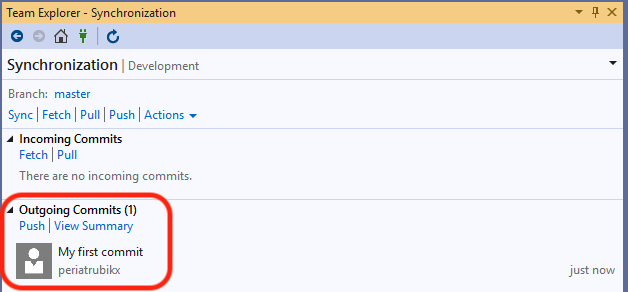 Team Explorer - Synchronization
Synchronization | Development
Branch: master
Sync | Fetch | Pull | Push | Actions
Incoming Commits
Fetch | Pull
There are no incoming commits.
Outgoing Commits (1)
Push | View Summary
My first commit
periatrubikx just now